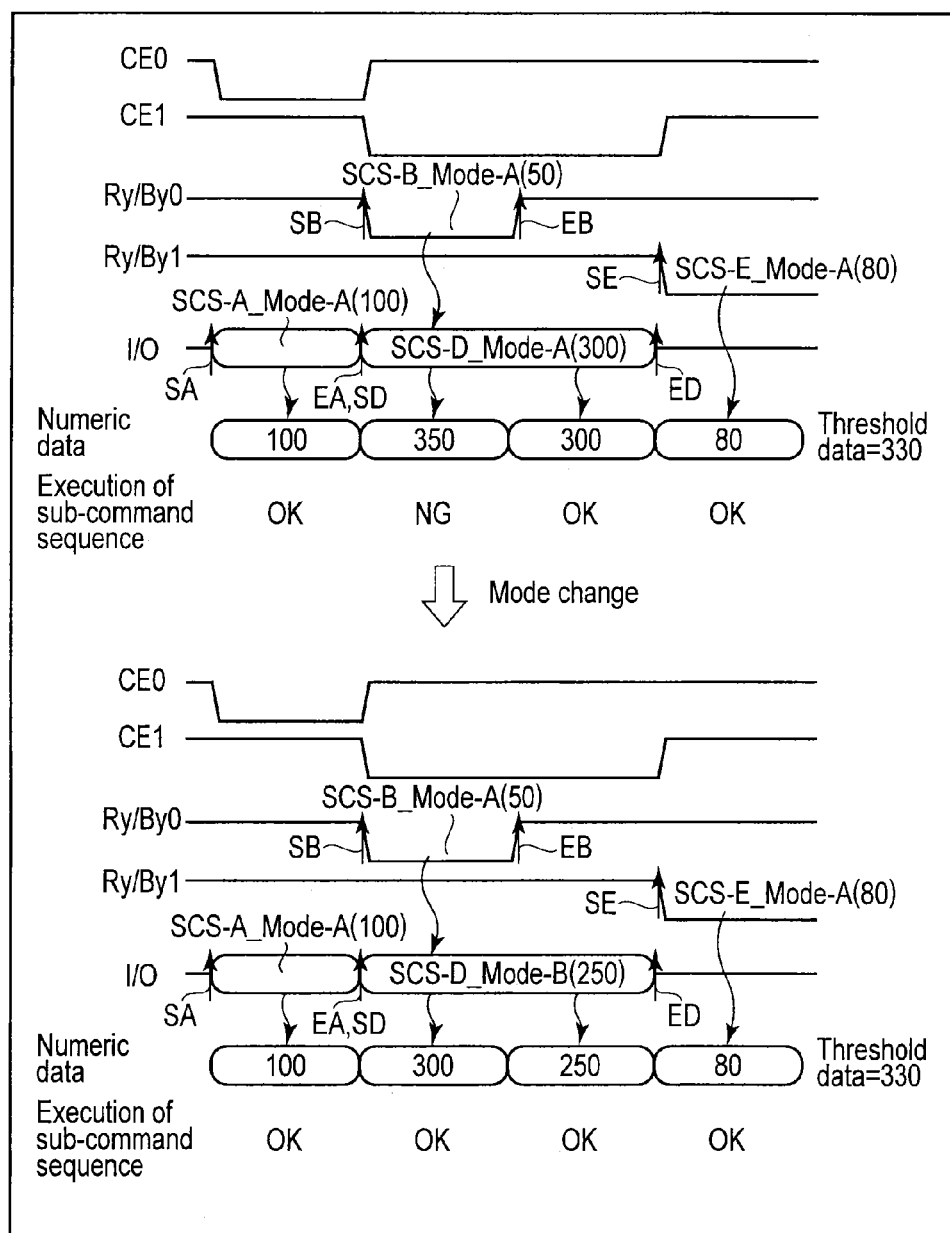 CE0
CE1
SCS-B_Mode-A(50)
Ry/By0
SB
EB
Ry/By1
SE
SCS-E_Mode-A(80)
SCS-A_Mode-A(100)
I/O
SCS-D_Mode-A(300)
SA
EA,SD
ED
Numeric
data
100
350
300
80
Threshold
data=330
Execution of
sub-command
sequence
OK
NG
OK
OK
Mode change
CE0
CE1
SCS-B_Mode-A(50)
Ry/By0
SB
EB
Ry/By1
SE
SCS-E_Mode-A(80)
SCS-A_Mode-A(100)
I/O
SCS-D_Mode-B(250)
SA
EA,SD
ED
Numeric
data
100
300
250
80
Threshold
data=330
Execution of
sub-command
sequence
OK
OK
OK
OK